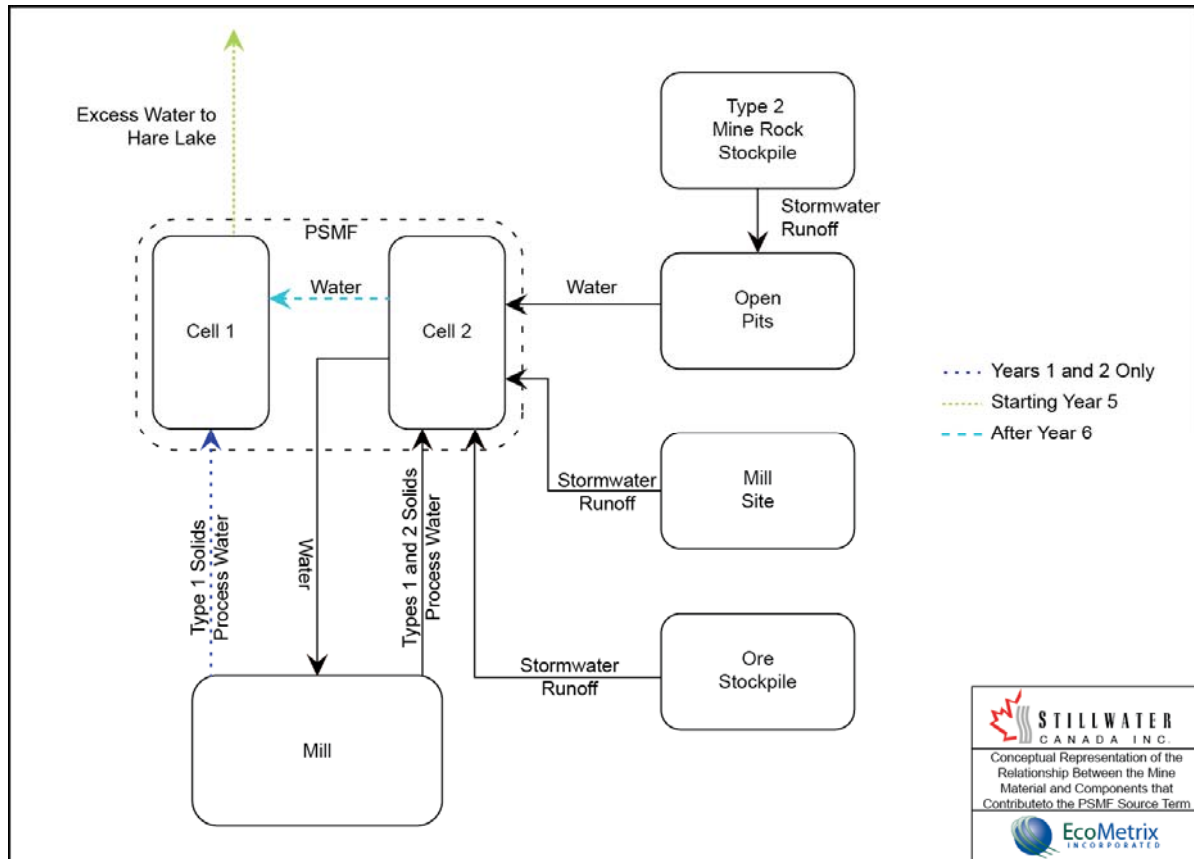 Excess Water to
Hare Lake
Type 2
Mine Rock
Stockpile
Stormwater
Runoff
PSMF
Cell 1
Water
Cell 2
Water
Open
Pits
Years 1 and 2 Only
Starting Year 5
After Year 6
Stormwater
Runoff
Mill
Site
Type 1 Solids
Process Water
Water
Types 1 and 2 Solids
Process Water
Stormwater
Runoff
Ore
Stockpile
Mill
STILLWATER
CANADA INC.
Conceptual Representation of the
Relationship Between the Mine
Material and Components that
Contributeto the PSMF Source Term
EcoMetrix
INCORPORATED